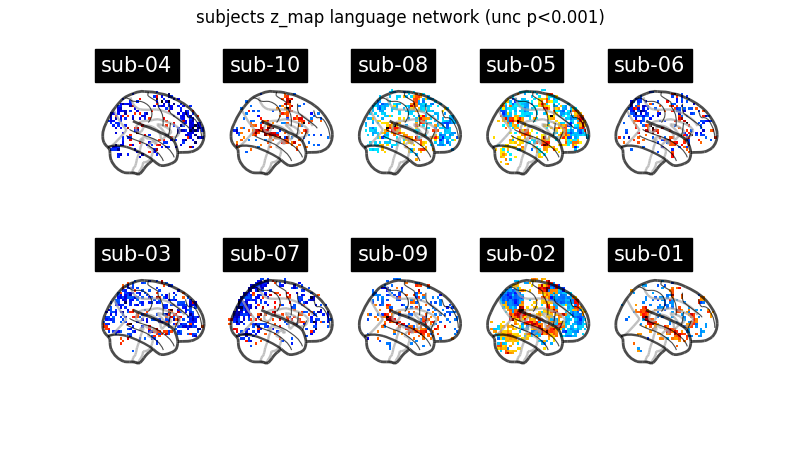 subjects z_map language network (unc p<0.001)
sub-04
sub-10
sub-08
sub-05
sub-06
sub-03
sub-07
sub-09
sub-02
sub-01